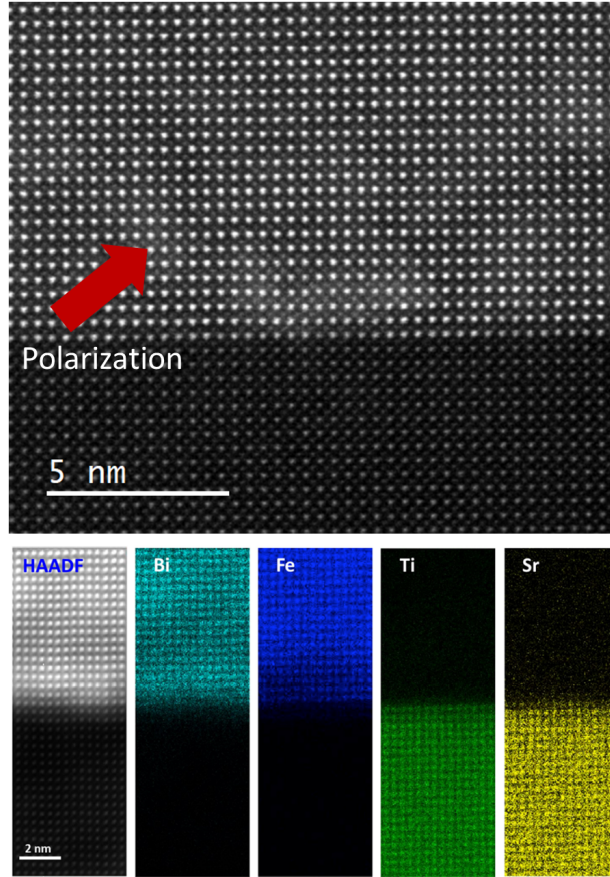 Polarization
5 nm
HAADF
Bi
Fe
Ti
Sr
2 nm